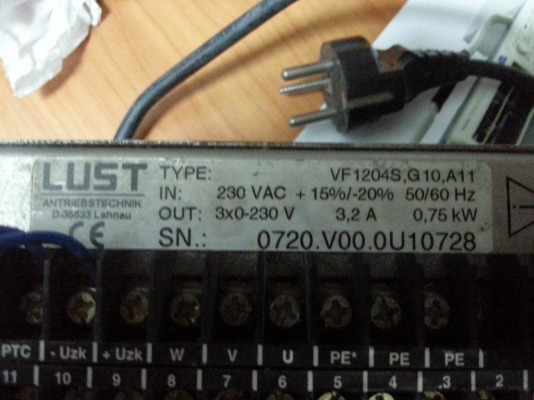 LUST
ANTRIEBSTECHNIK
D-35633 Lahnau
CE
TYPE: VF1204S,G10,A11
IN: 230 VAC + 15%/-20% 50/60 Hz
OUT: 3x0-230 V 3,2 A 0,75 kW
SN.: 0720.V00.0U10728
PTC - Uzk + Uzk W V U PE* PE PE
11 10 9 8 7 6 5 4 3 2